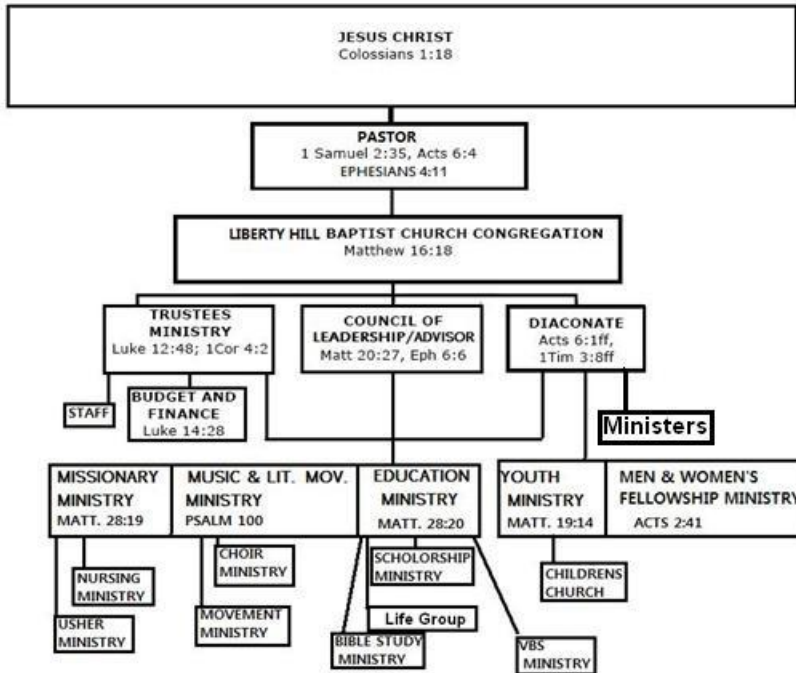 JESUS CHRIST
Colossians 1:18
PASTOR
1 Samuel 2:35, Acts 6:4
EPHESIANS 4:11
LIBERTY HILL BAPTIST CHURCH CONGREGATION
Matthew 16:18
TRUSTEES
MINISTRY
Luke 12:48; 1Cor 4:2
COUNCIL OF
LEADERSHIP/ADVISOR
Matt 20:27, Eph 6:6
DIACONATE
Acts 6:1ff,
1Tim 3:8ff
STAFF
BUDGET AND
FINANCE
Luke 14:28
Ministers
MISSIONARY
MINISTRY
MATT. 28:19
MUSIC & LIT. MOV.
MINISTRY
PSALM 100
EDUCATION
MINISTRY
MATT. 28:20
YOUTH
MINISTRY
MATT. 19:14
MEN & WOMEN'S
FELLOWSHIP MINISTRY
ACTS 2:41
NURSING
MINISTRY
USHER
MINISTRY
CHOIR
MINISTRY
MOVEMENT
MINISTRY
SCHOLORSHIP
MINISTRY
Life Group
BIBLE STUDY
MINISTRY
VBS
MINISTRY
CHILDRENS
CHURCH